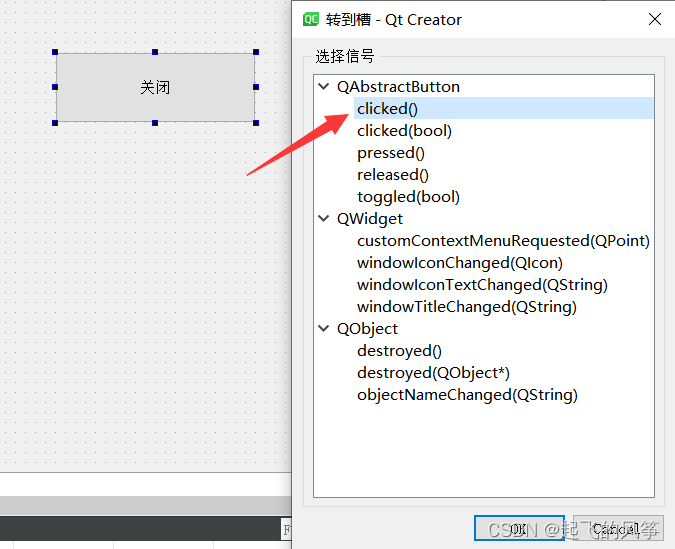 QC 转到槽 - Qt Creator
选择信号
关闭
QAbstractButton
clicked()
clicked(bool)
pressed()
released()
toggled(bool)
QWidget
customContextMenuRequested(QPoint)
windowIconChanged(QIcon)
windowIconTextChanged(QString)
windowTitleChanged(QString)
QObject
destroyed()
destroyed(QObject*)
objectNameChanged(QString)
F
OK
Cancel
CSDN @起飞的风筝